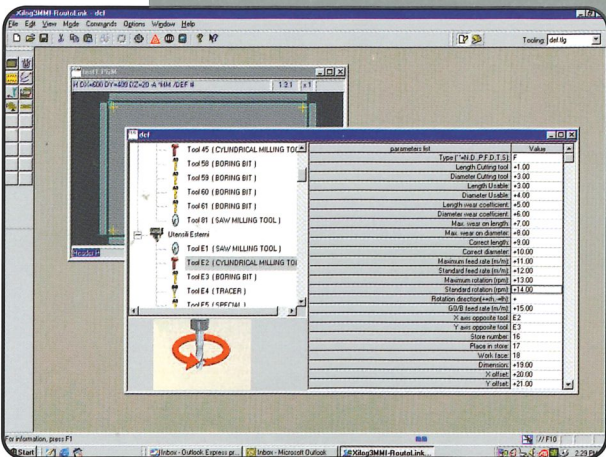 Xilog3MMI-RoutoLink - def
File Edit View Mode Commands Options Window Help
Tooling: def.tlg
H DX=600 DY=400 DZ=20 -A *MM /DEF #
1:3.1
x1
def
Tool 45 ( CYLINDRICAL MILLING TOO
Tool 58 ( BORING BIT )
Tool 59 ( BORING BIT )
Tool 60 ( BORING BIT )
Tool 61 ( BORING BIT )
Tool 81 ( SAW MILLING TOOL )
Utensili Esterni
Tool E1 ( SAW MILLING TOOL )
Tool E2 ( CYLINDRICAL MILLING TO
Tool E3 ( BORING BIT )
Tool E4 ( TRACER )
Tool E5 ( SPECIAL )
parameters list Value
Type ("*N,D,,P,F,D,T,S) F
Length Cutting tool +1.00
Diameter Cutting tool +3.00
Length Usable +3.00
Diameter Usable +4.00
Length wear coefficient +5.00
Diameter wear coefficient +6.00
Max. wear on length +7.00
Max. wear on diameter +8.00
Correct length +9.00
Correct diameter +10.00
Maximum feed rate (m/m) +11.00
Standard feed rate (m/m) +12.00
Maximum rotation (rpm) +13.00
Standard rotation (rpm) +14.00
Rotation direction(+=rh, -=lh) +
G0/B feed rate (m/m) +15.00
X axis opposite tool E2
Y axis opposite tool E3
Store number 16
Place in store 17
Work face 18
Dimension +19.00
X offset +20.00
Y offset +21.00
For information, press F1
// F10
Start
Inbox - Outlook Express pr...
Inbox - Microsoft Outlook
Xilog3MMI-RoutoLink...
2:29 PM